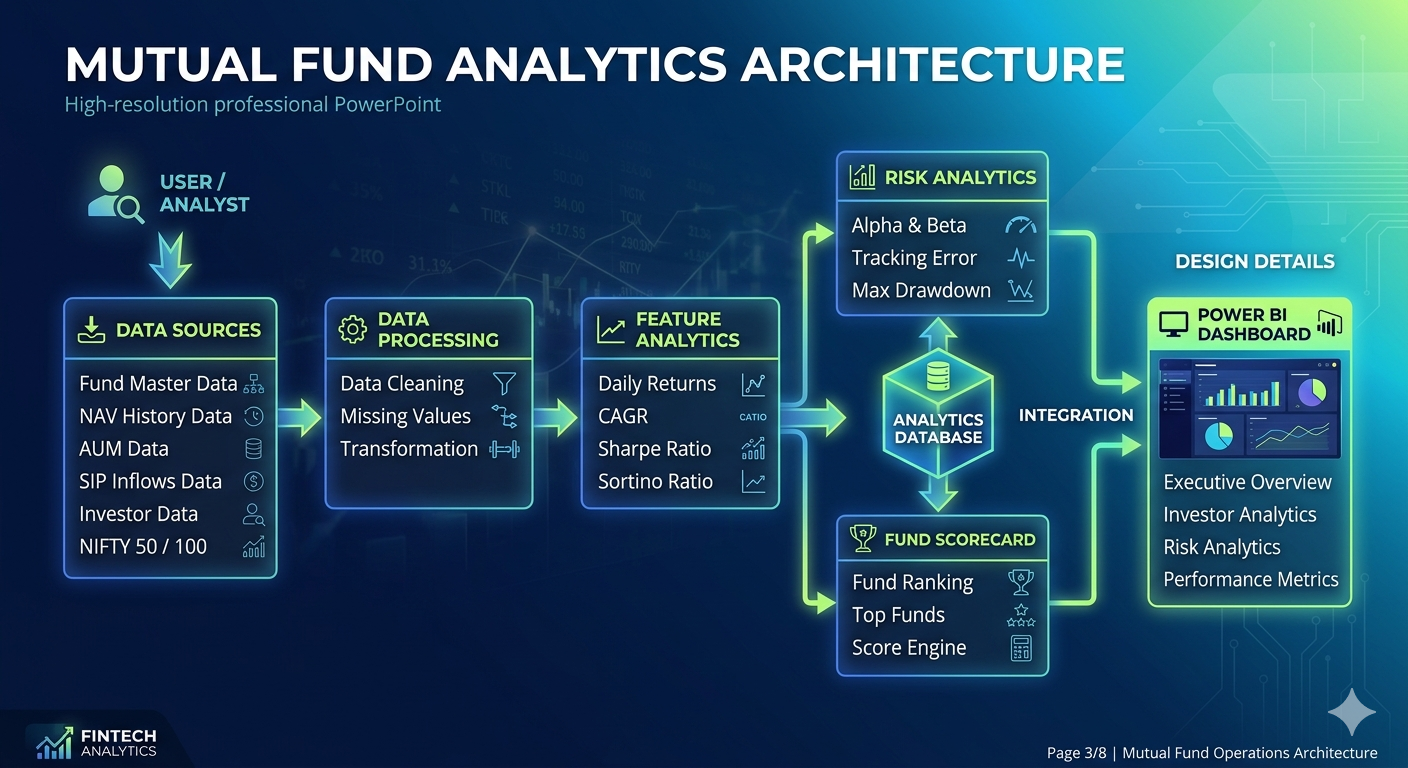 MUTUAL FUND ANALYTICS ARCHITECTURE
High-resolution professional PowerPoint
USER /
ANALYST
DATA SOURCES
Fund Master Data
NAV History Data
AUM Data
SIP Inflows Data
Investor Data
NIFTY 50 / 100
DATA
PROCESSING
Data Cleaning
Missing Values
Transformation
FEATURE
ANALYTICS
Daily Returns
CAGR
CATIO
Sharpe Ratio
Sortino Ratio
RISK ANALYTICS
Alpha & Beta
Tracking Error
Max Drawdown
ANALYTICS
DATABASE
FUND SCORECARD
Fund Ranking
Top Funds
Score Engine
INTEGRATION
DESIGN DETAILS
POWER BI
DASHBOARD
Executive Overview
Investor Analytics
Risk Analytics
Performance Metrics
FINTECH
ANALYTICS
Page 3/8 | Mutual Fund Operations Architecture